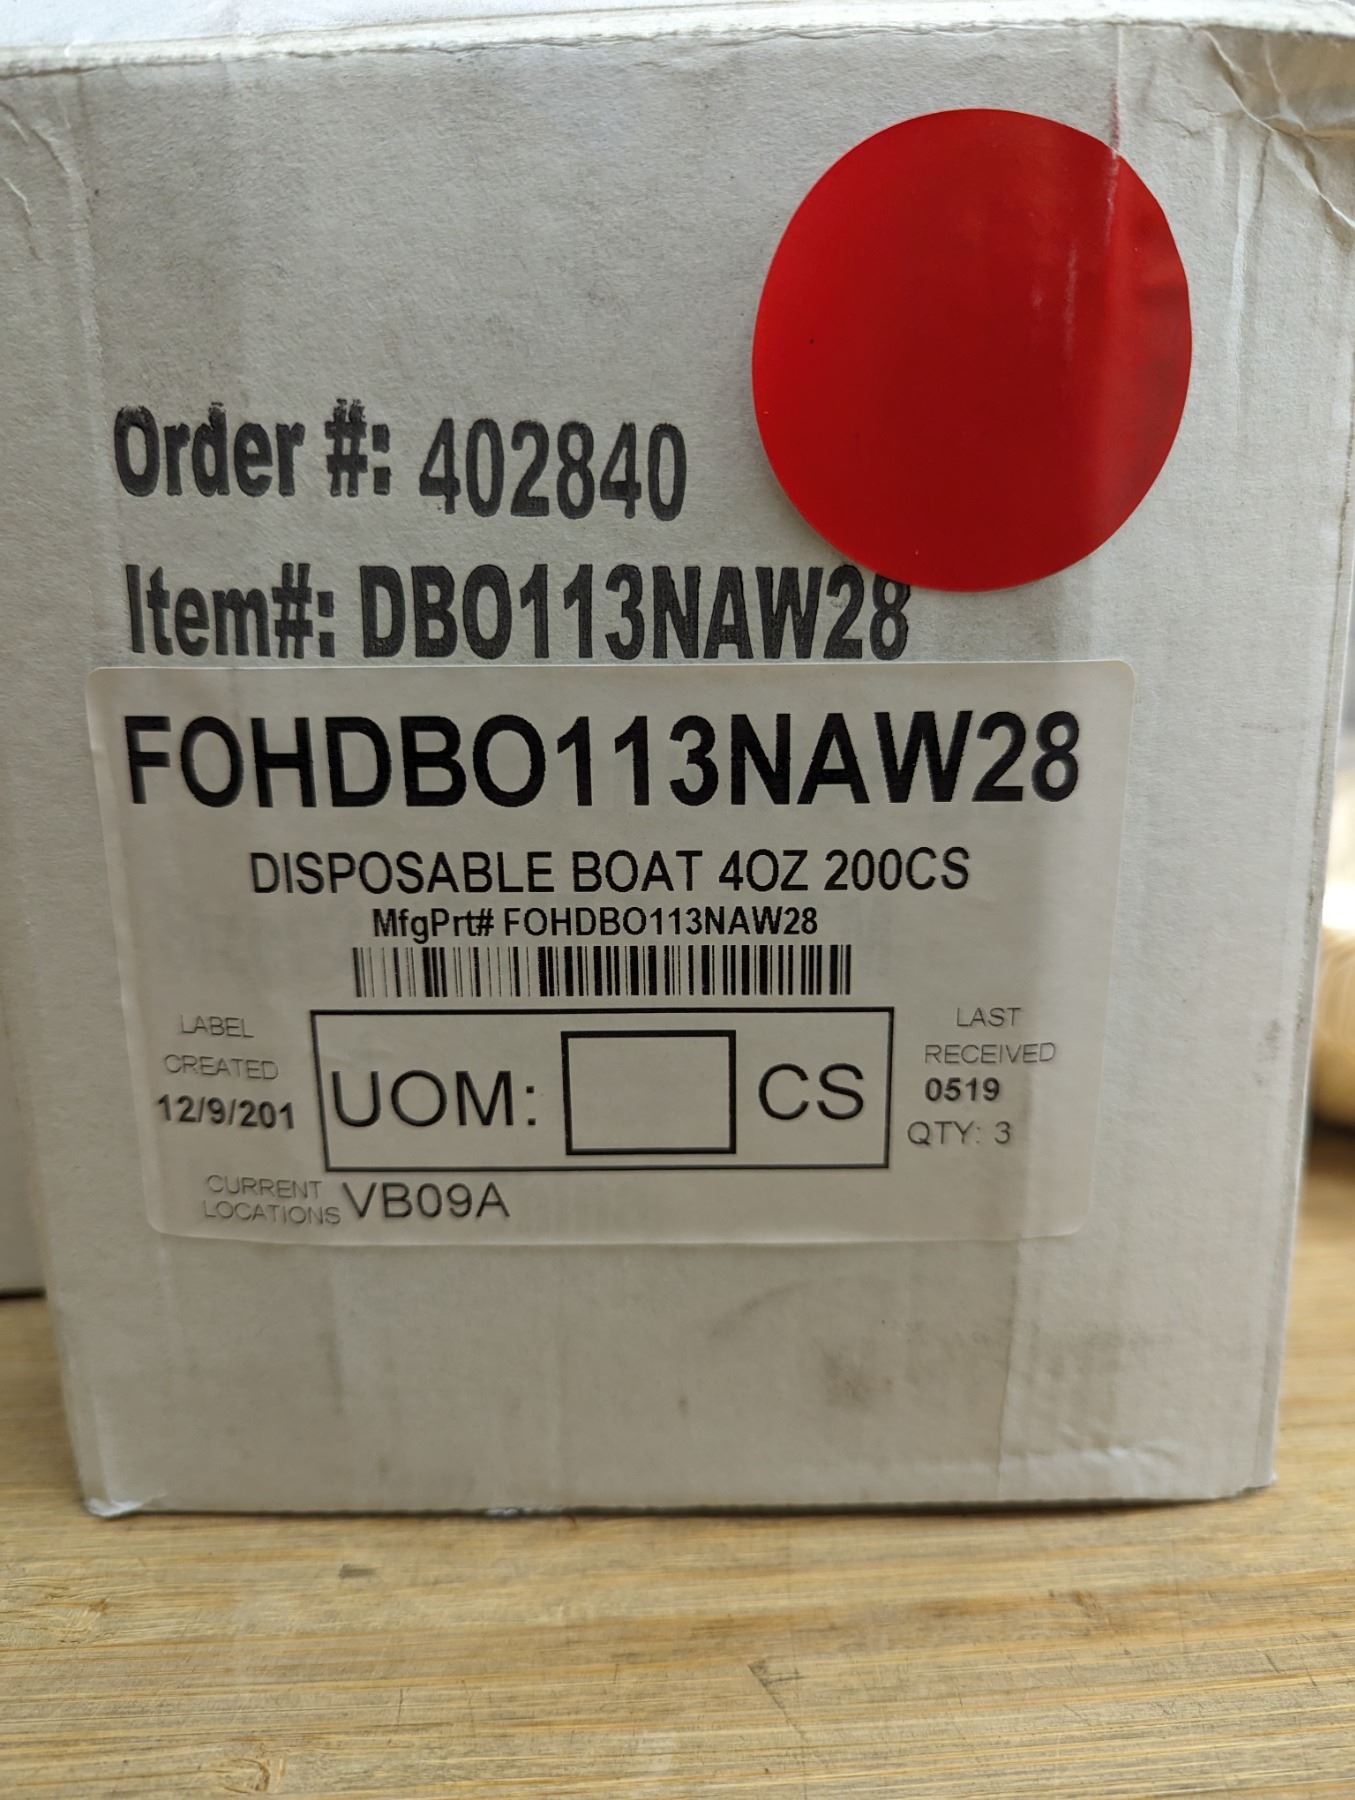 Order #: 402840
Item#: DBO113NAW28
FOHDBO113NAW28
DISPOSABLE BOAT 4OZ 200CS
MfgPrt# FOHDBO113NAW28
LABEL
CREATED
12/9/201
UOM: CS
LAST
RECEIVED
0519
QTY: 3
CURRENT
LOCATIONS VB09A